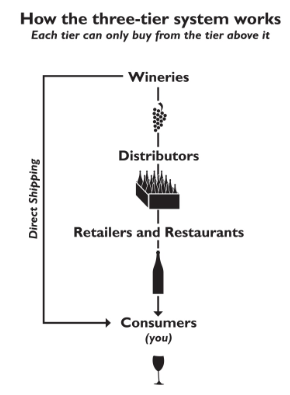 How the three-tier system works
Each tier can only buy from the tier above it
Wineries
Distributors
Direct Shipping
Retailers and Restaurants
Consumers
(you)